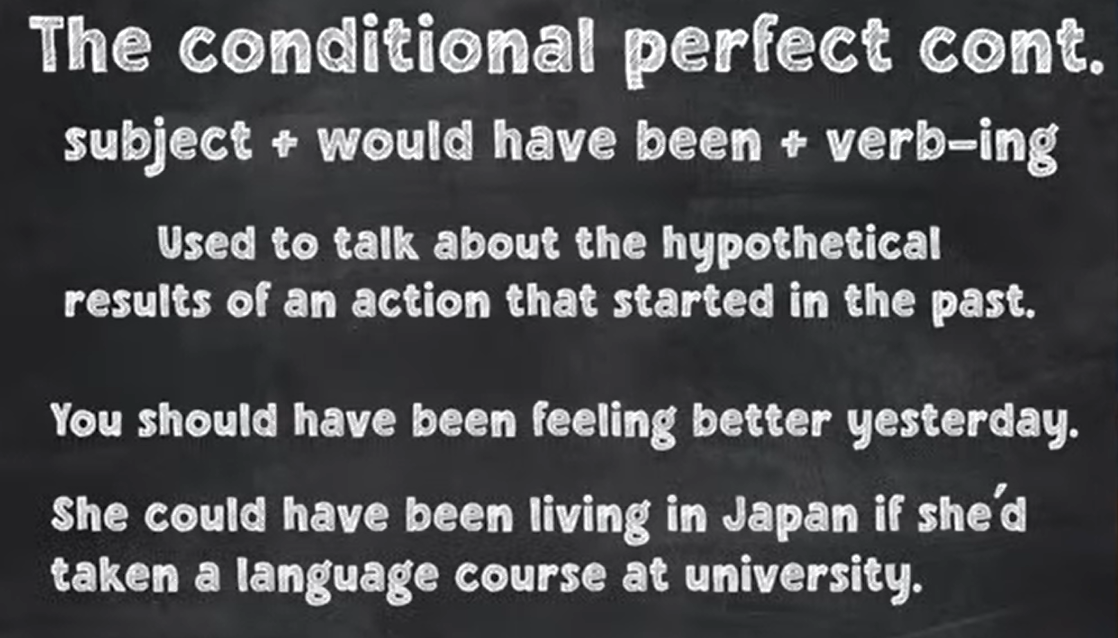 The conditional perfect cont.
subject + would have been + verb-ing
Used to talk about the hypothetical
results of an action that started in the past.
You should have been feeling better yesterday.
She could have been living in Japan if she'd
taken a language course at university.